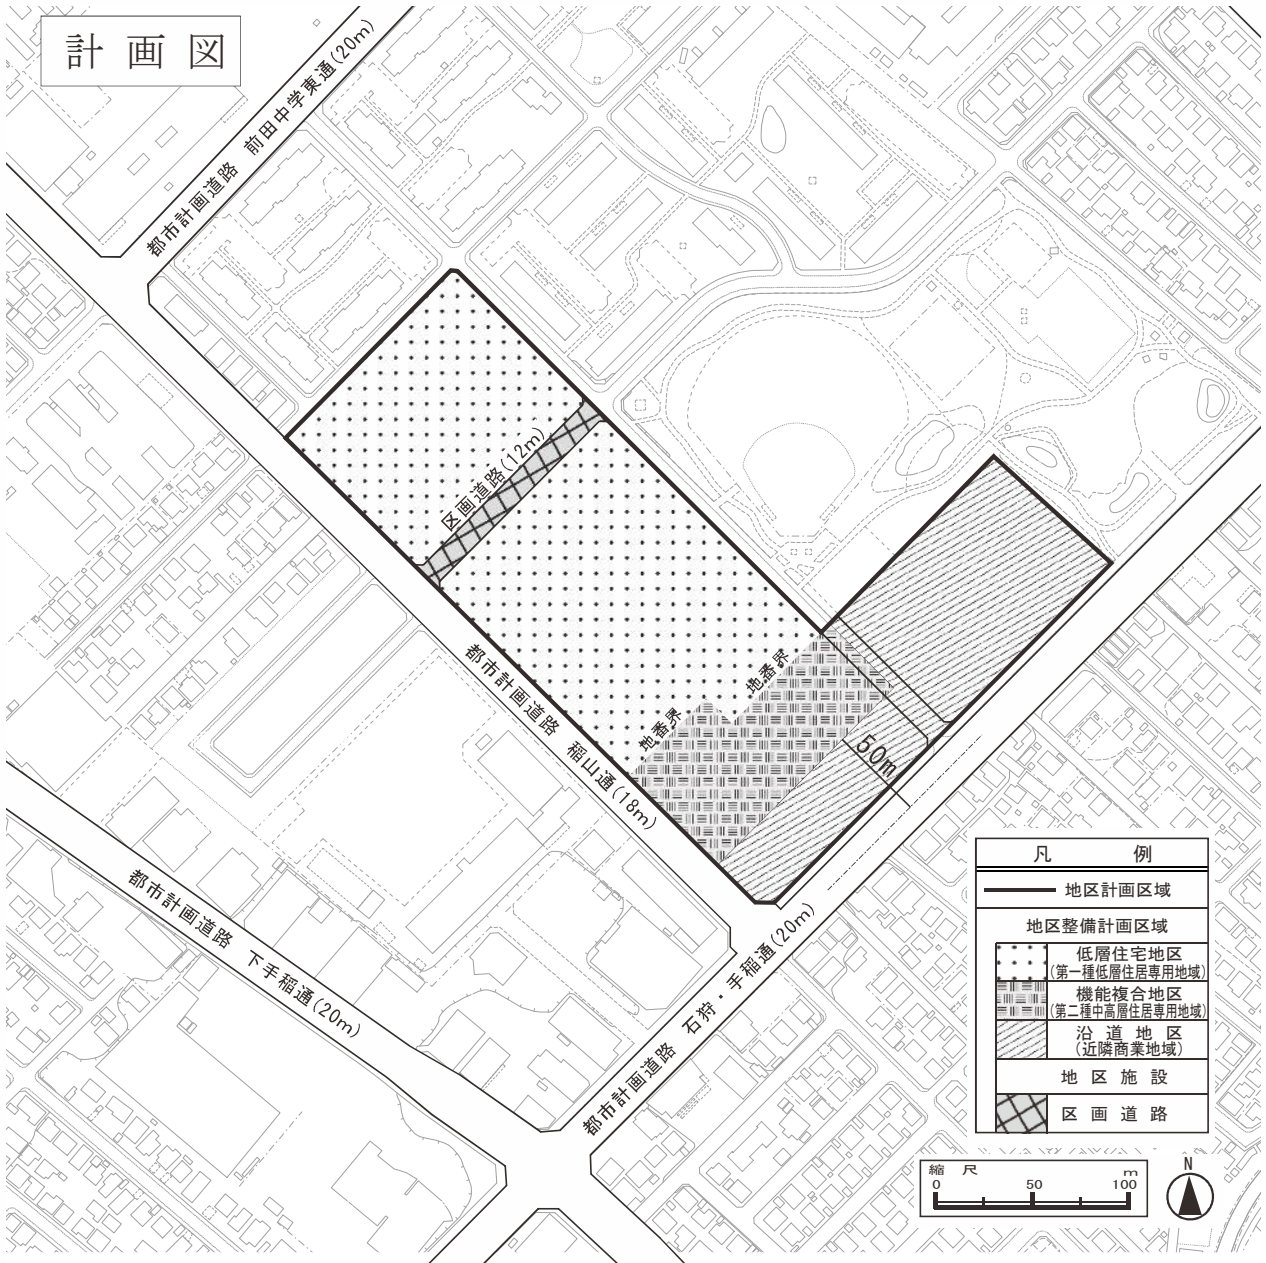 計画図
都市計画道路 前田中学東通(20m)
区画道路(12m)
地番界
地番界
都市計画道路 稲山通(18m)
50m
都市計画道路 下手稲通(20m)
都市計画道路 石狩・手稲通(20m)
凡例
地区計画区域
地区整備計画区域
低層住宅地区
(第一種低層住居専用地域)
機能複合地区
(第二種中高層住居専用地域)
沿道地区
(近隣商業地域)
地区施設
区画道路
縮尺 m
0 50 100
N